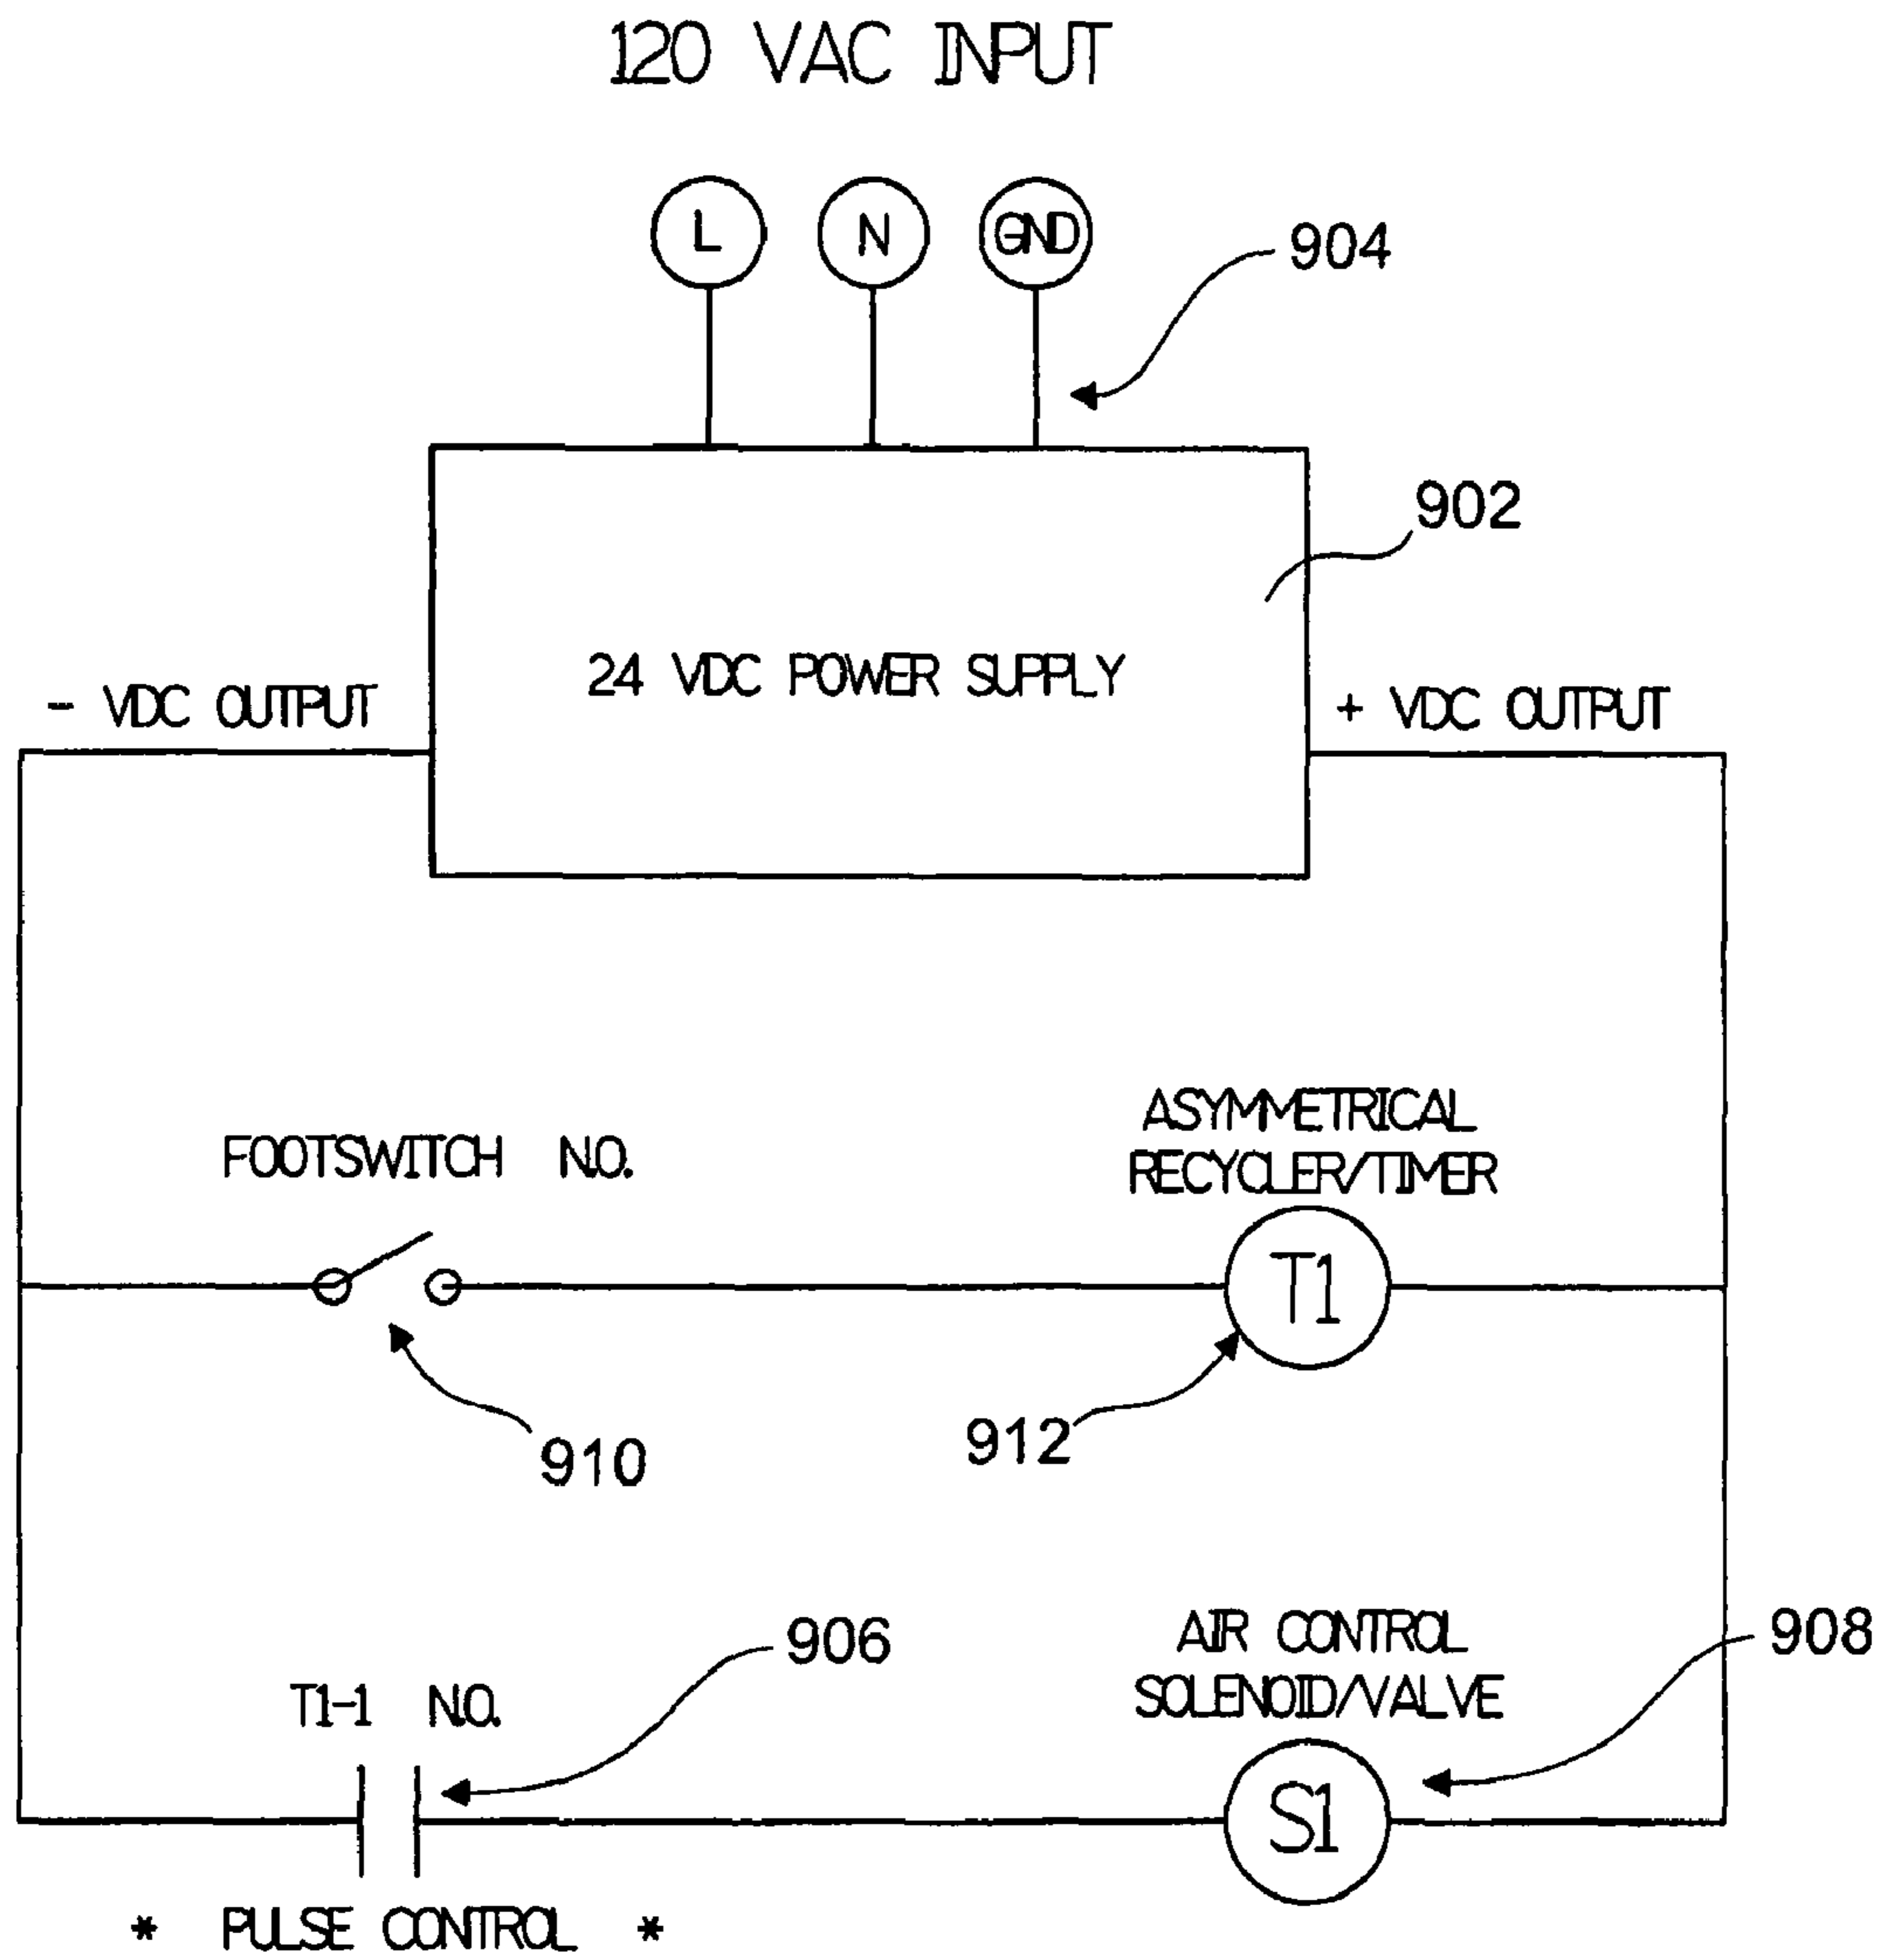 120 VAC INPUT
L N GND
904
902
24 VDC POWER SUPPLY
- VDC OUTPUT
+ VDC OUTPUT
ASYMMETRICAL
RECYCLER/TIMER
FOOTSWITCH N.O.
T1
910
912
906
AIR CONTROL
SOLENOID/VALVE
908
T1-1 N.O.
S1
* PULSE CONTROL *